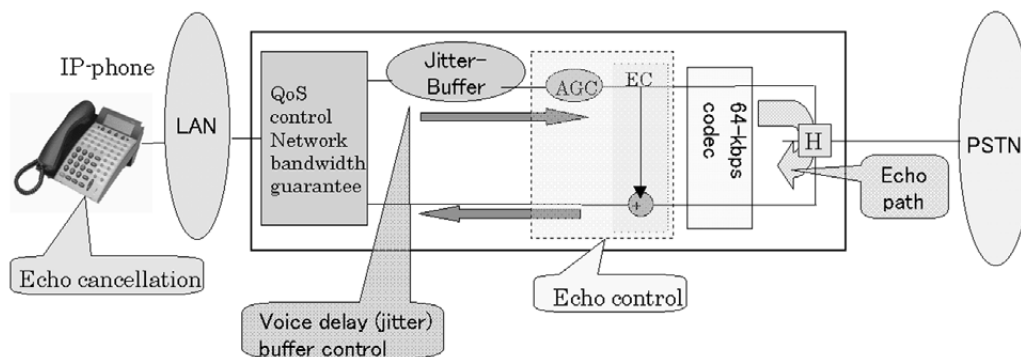 IP-phone
LAN
QoS
control
Network
bandwidth
guarantee
Jitter-
Buffer
AGC
EC
64-kbps
codec
H
PSTN
+
Echo
path
Echo cancellation
Echo control
Voice delay (jitter)
buffer control